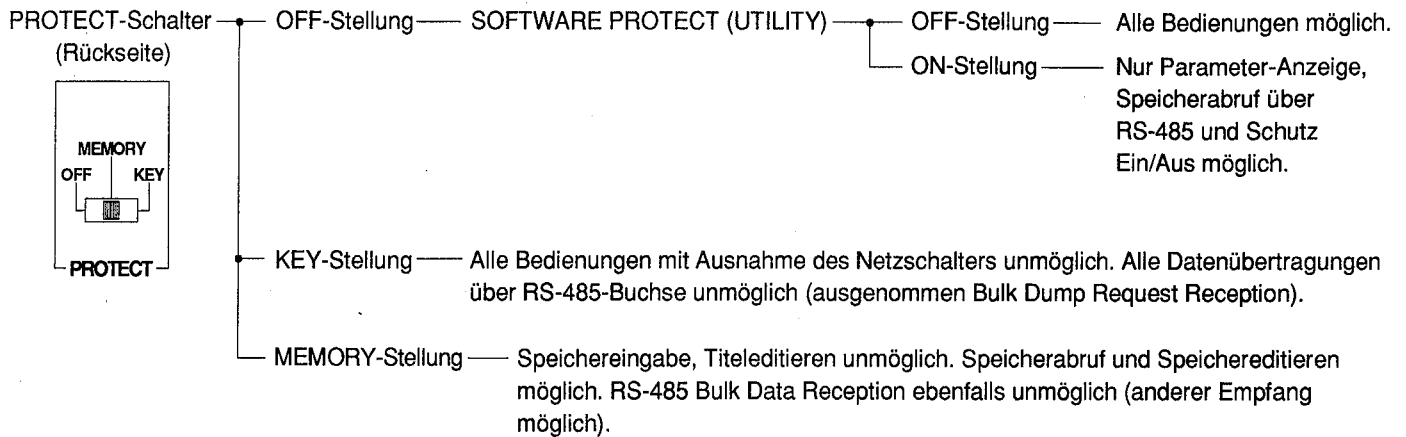 PROTECT-Schalter OFF-Stellung SOFTWARE PROTECT (UTILITY) OFF-Stellung Alle Bedienungen möglich.
(Rückseite)
ON-Stellung Nur Parameter-Anzeige,
Speicherabruf über
RS-485 und Schutz
Ein/Aus möglich.
MEMORY
OFF KEY
PROTECT
KEY-Stellung Alle Bedienungen mit Ausnahme des Netzschalters unmöglich. Alle Datenübertragungen
über RS-485-Buchse unmöglich (ausgenommen Bulk Dump Request Reception).
MEMORY-Stellung Speichereingabe, Titeleditieren unmöglich. Speicherabruf und Speichereditieren
möglich. RS-485 Bulk Data Reception ebenfalls unmöglich (anderer Empfang
möglich).